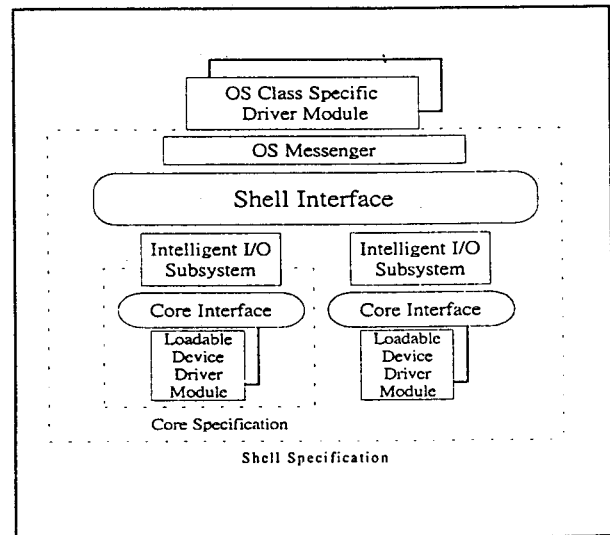 OS Class Specific
Driver Module
OS Messenger
Shell Interface
Intelligent I/O
Subsystem
Intelligent I/O
Subsystem
Core Interface
Core Interface
Loadable
Device
Driver
Module
Loadable
Device
Driver
Module
Core Specification
Shell Specification